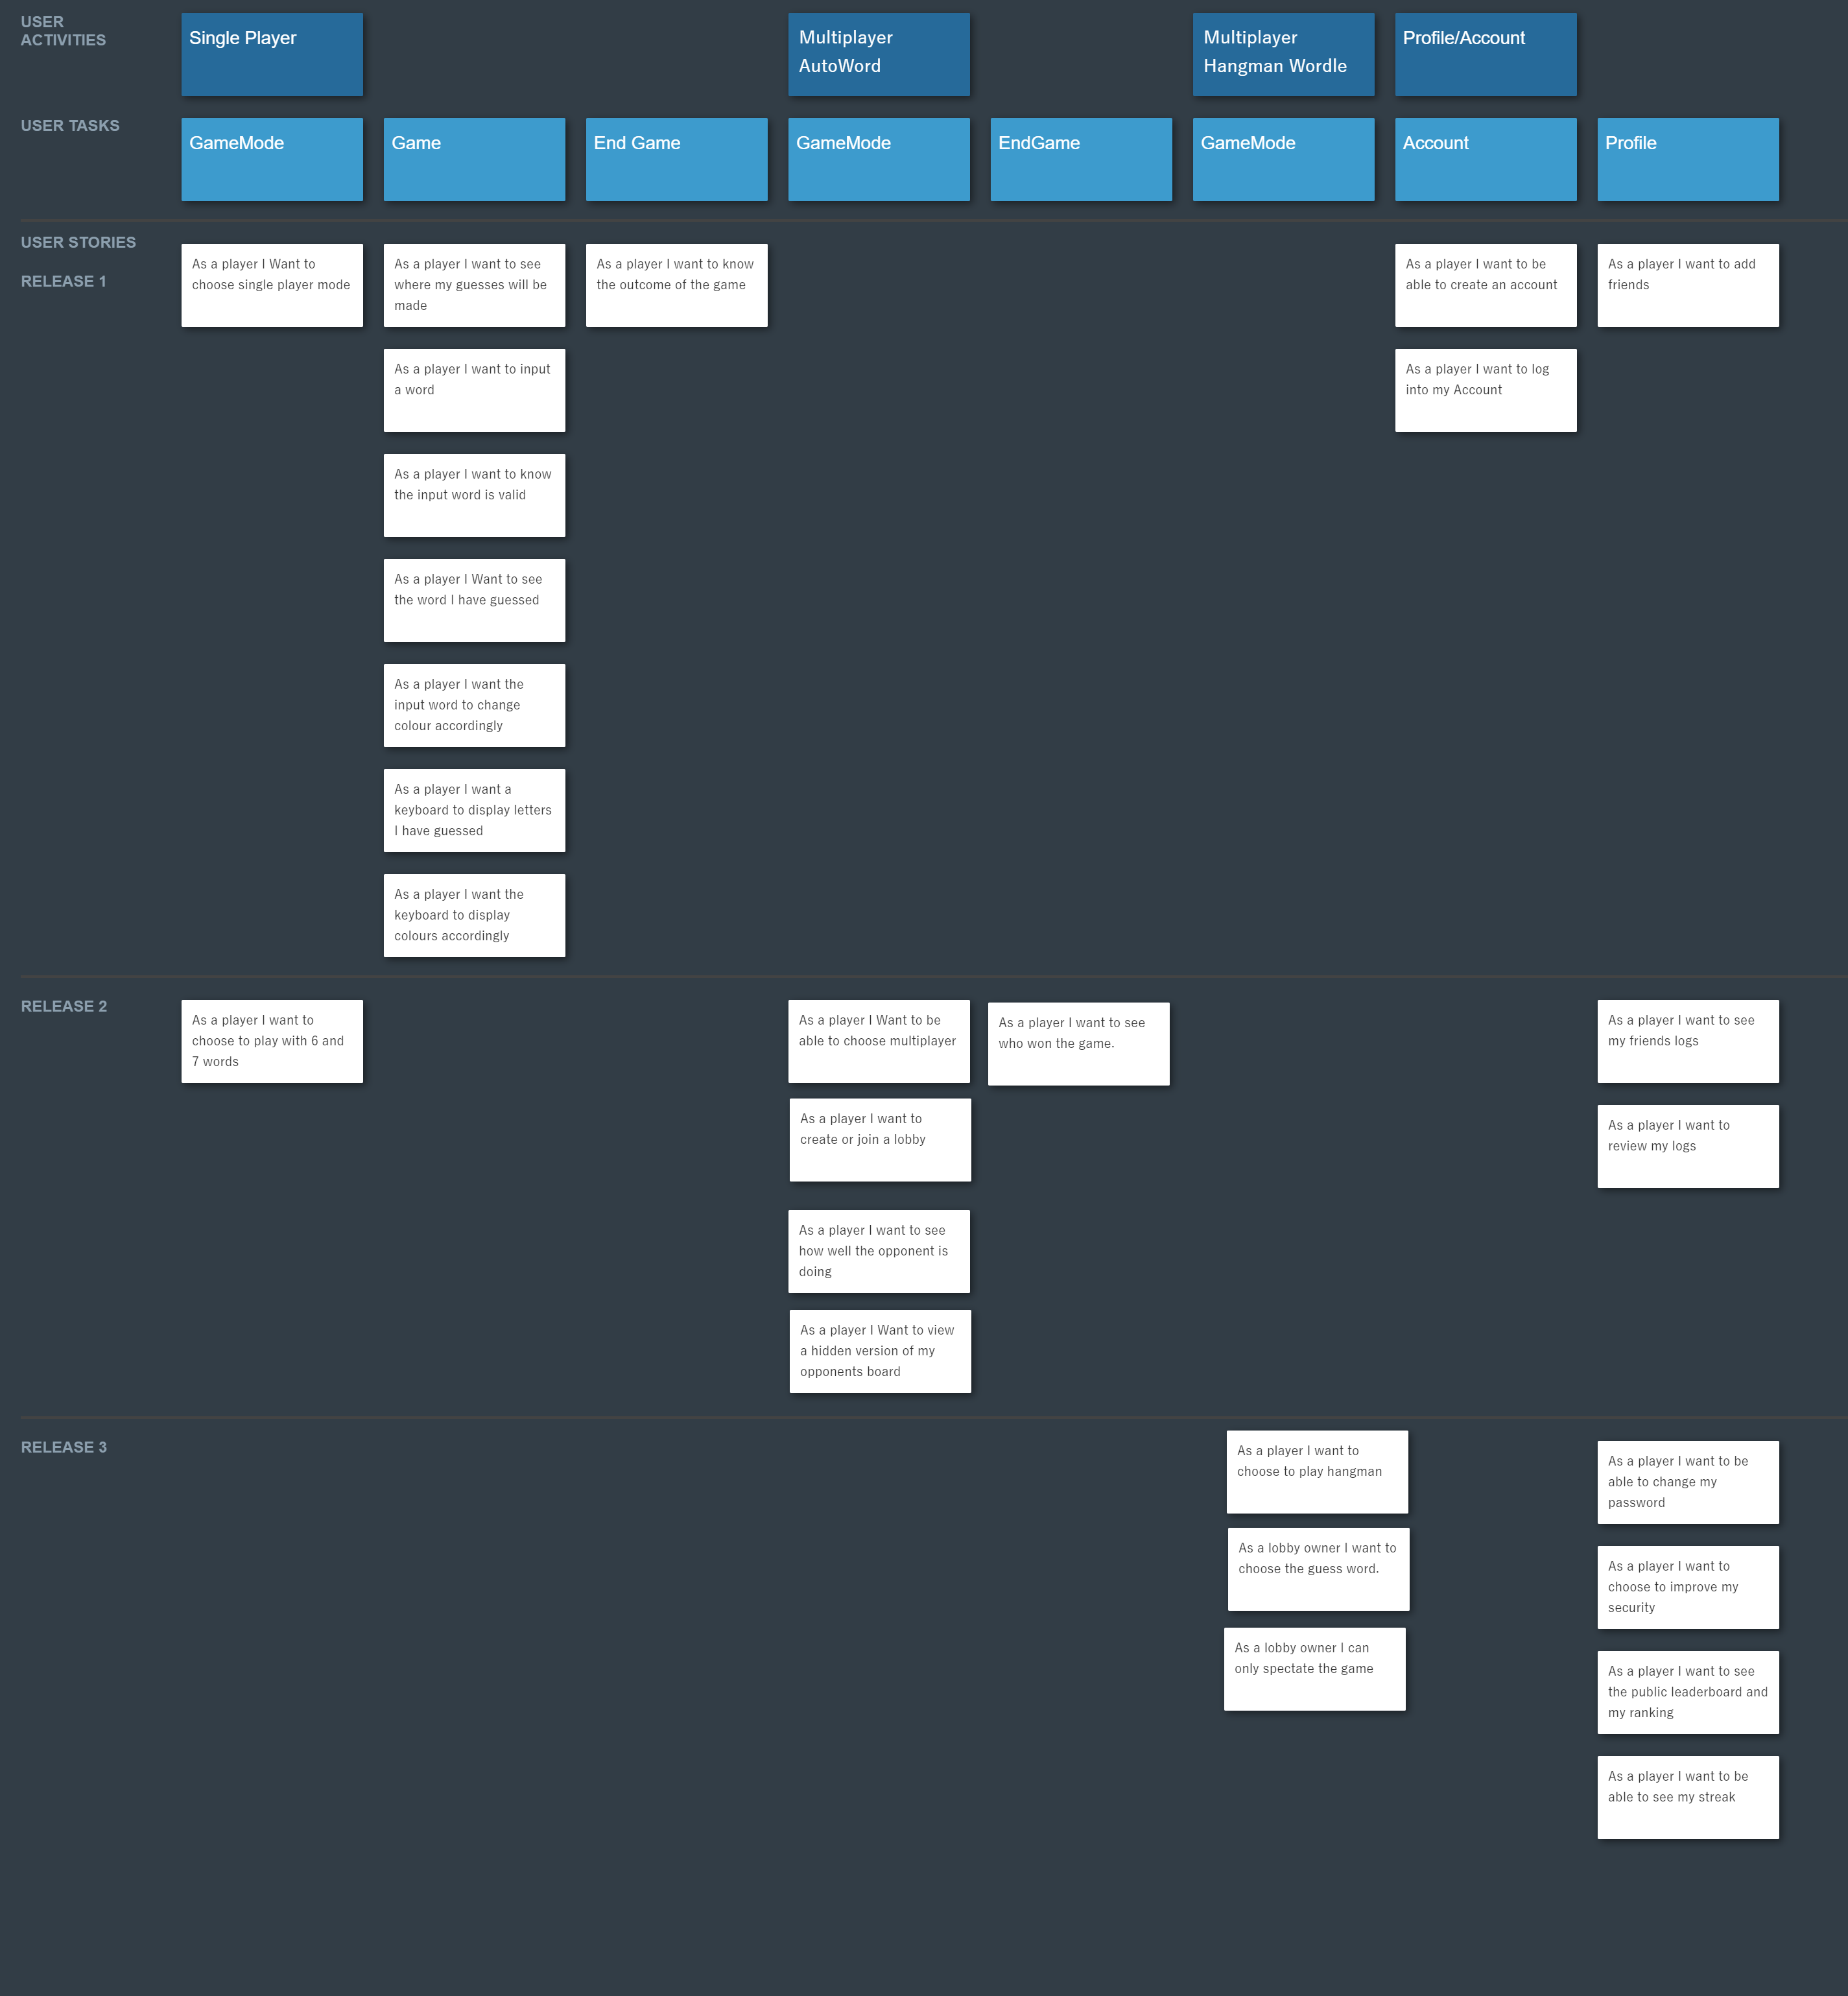 USER
ACTIVITIES
Single Player
Multiplayer
AutoWord
Multiplayer
Hangman Wordle
Profile/Account
USER TASKS
GameMode
Game
End Game
GameMode
EndGame
GameMode
Account
Profile
USER STORIES
RELEASE 1
As a player I Want to
choose single player mode
As a player I want to see
where my guesses will be
made
As a player I want to know
the outcome of the game
As a player I want to be
able to create an account
As a player I want to add
friends
As a player I want to input
a word
As a player I want to log
into my Account
As a player I want to know
the input word is valid
As a player I Want to see
the word I have guessed
As a player I want the
input word to change
colour accordingly
As a player I want a
keyboard to display letters
I have guessed
As a player I want the
keyboard to display
colours accordingly
RELEASE 2
As a player I want to
choose to play with 6 and
7 words
As a player I Want to be
able to choose multiplayer
As a player I want to see
who won the game.
As a player I want to see
my friends logs
As a player I want to
create or join a lobby
As a player I want to
review my logs
As a player I want to see
how well the opponent is
doing
As a player I Want to view
a hidden version of my
opponents board
RELEASE 3
As a player I want to
choose to play hangman
As a player I want to be
able to change my
password
As a lobby owner I want to
choose the guess word.
As a player I want to
choose to improve my
security
As a lobby owner I can
only spectate the game
As a player I want to see
the public leaderboard and
my ranking
As a player I want to be
able to see my streak